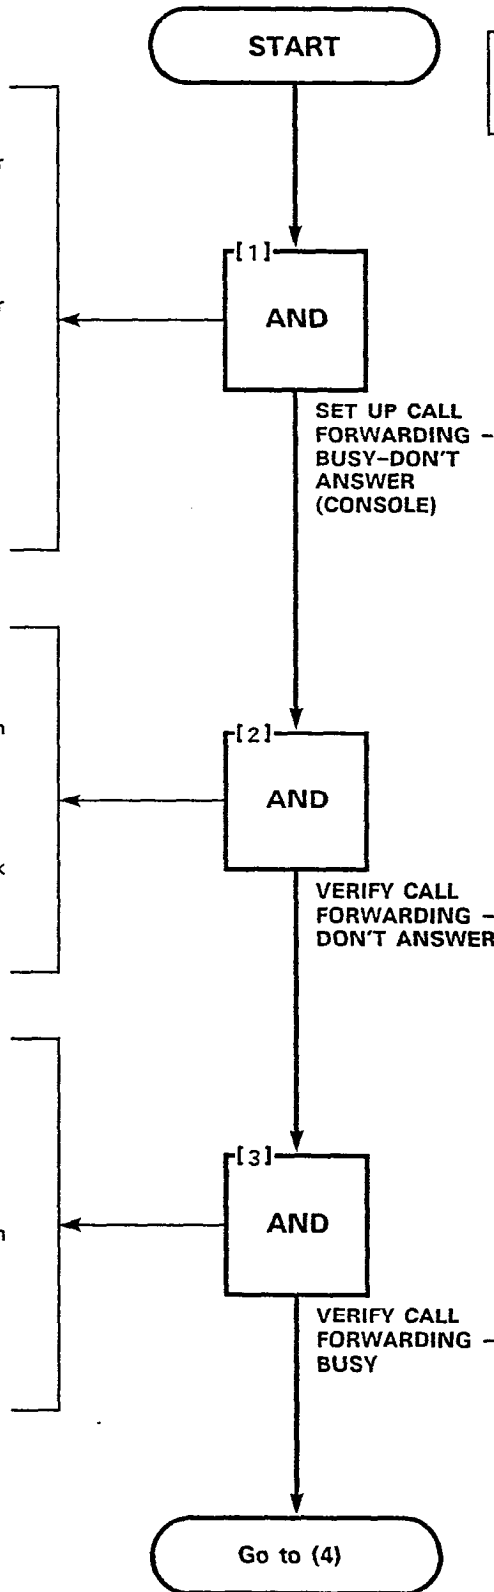 START
[1]
AND
SET UP CALL
FORWARDING –
BUSY–DON'T
ANSWER
(CONSOLE)
[2]
AND
VERIFY CALL
FORWARDING –
DON'T ANSWER
[3]
AND
VERIFY CALL
FORWARDING –
BUSY
Go to (4)